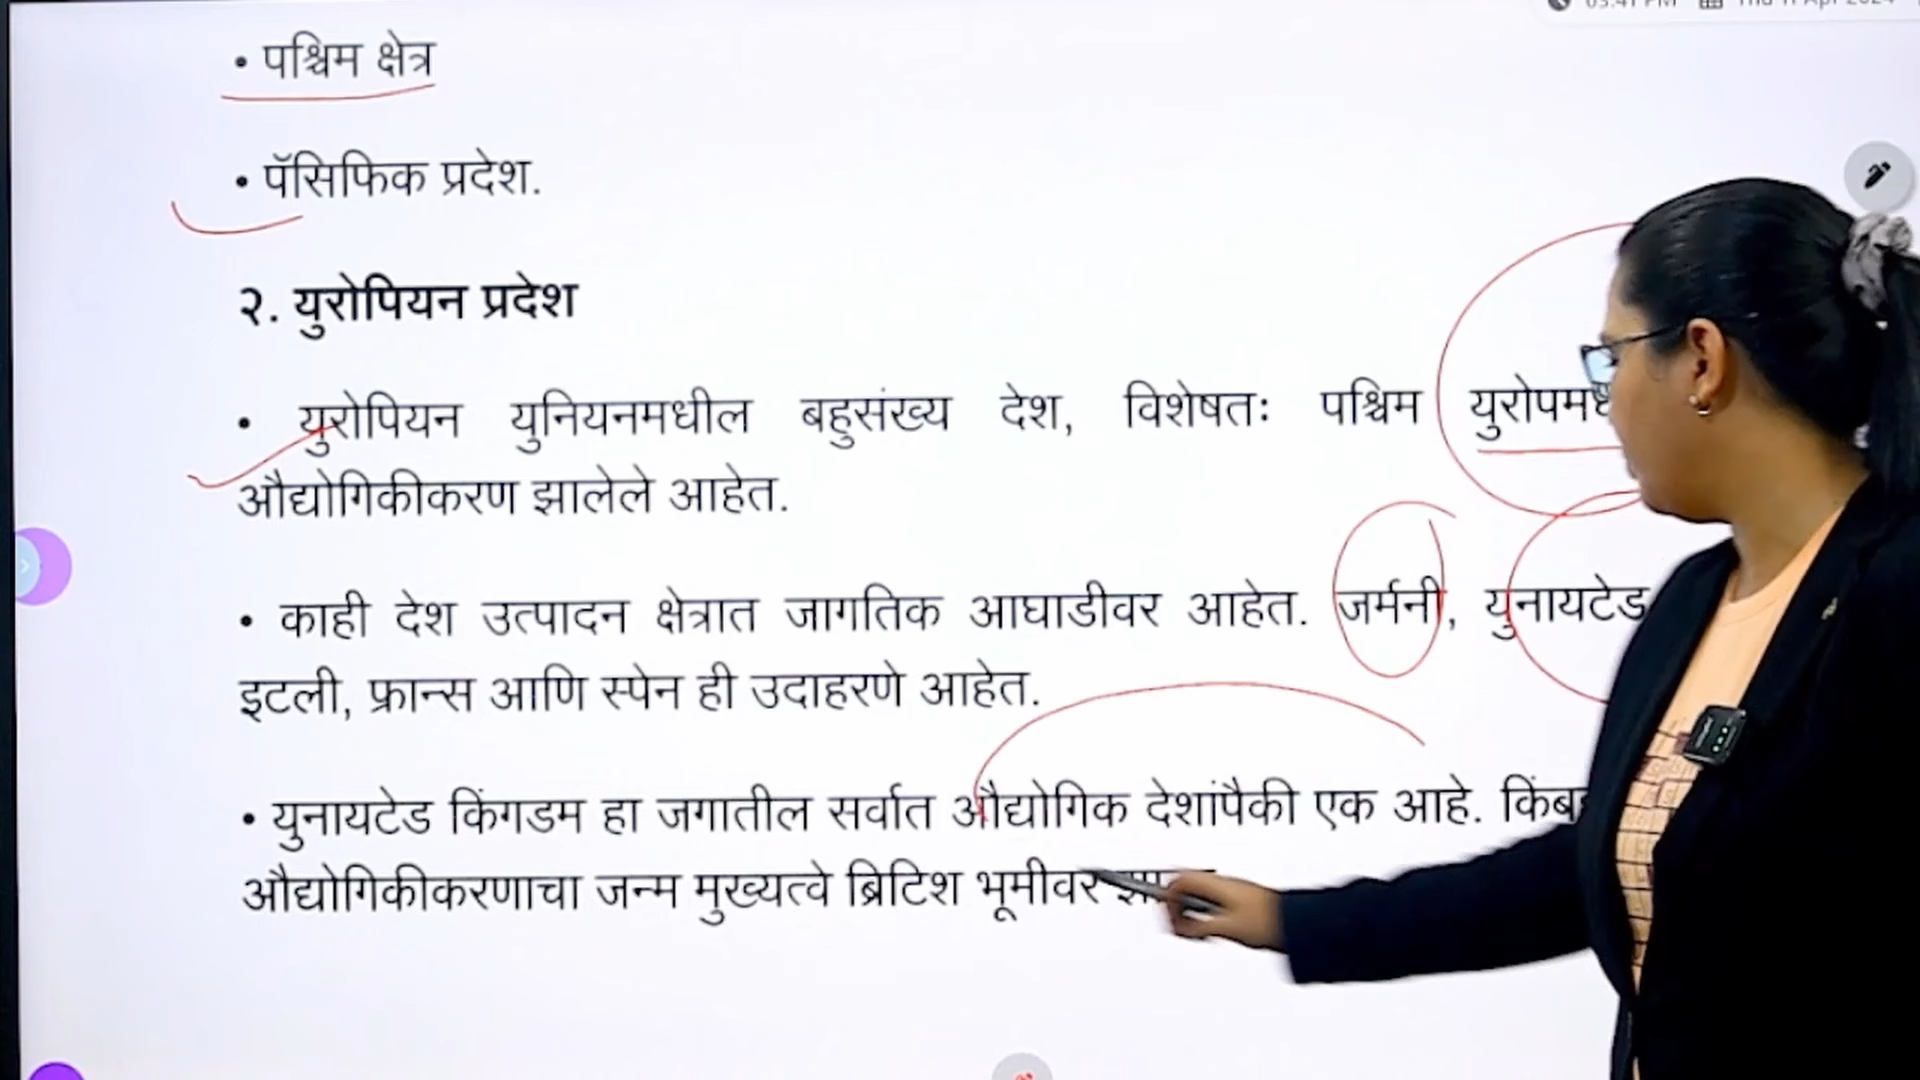 • पश्चिम क्षेत्र
• पॅसिफिक प्रदेश.
२. युरोपियन प्रदेश
• युरोपियन युनियनमधील बहुसंख्य देश, विशेषतः पश्चिम
औद्योगिकीकरण झालेले आहेत.
• काही देश उत्पादन क्षेत्रात जागतिक आघाडीवर आहेत. जर्मनी, युनायटेड
इटली, फ्रान्स आणि स्पेन ही उदाहरणे आहेत.
• युनायटेड किंगडम हा जगातील सर्वात औद्योगिक देशांपैकी एक आहे.
औद्योगिकीकरणाचा जन्म मुख्यत्वे ब्रिटिश भूमीवर